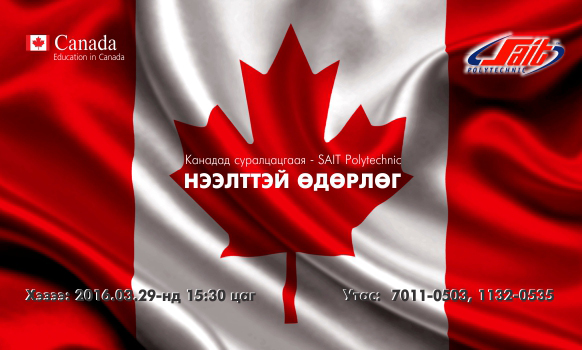 Canada
Education in Canada
Sait
POLYTECHNIC
Канадад суралцацгаая - SAIT Polytechnic
НЭЭЛТТЭЙ ӨДӨРЛӨГ
Хэзээ: 2016.03.29-нд 15:30 цаг
Утас: 7011-0503, 1132-0535